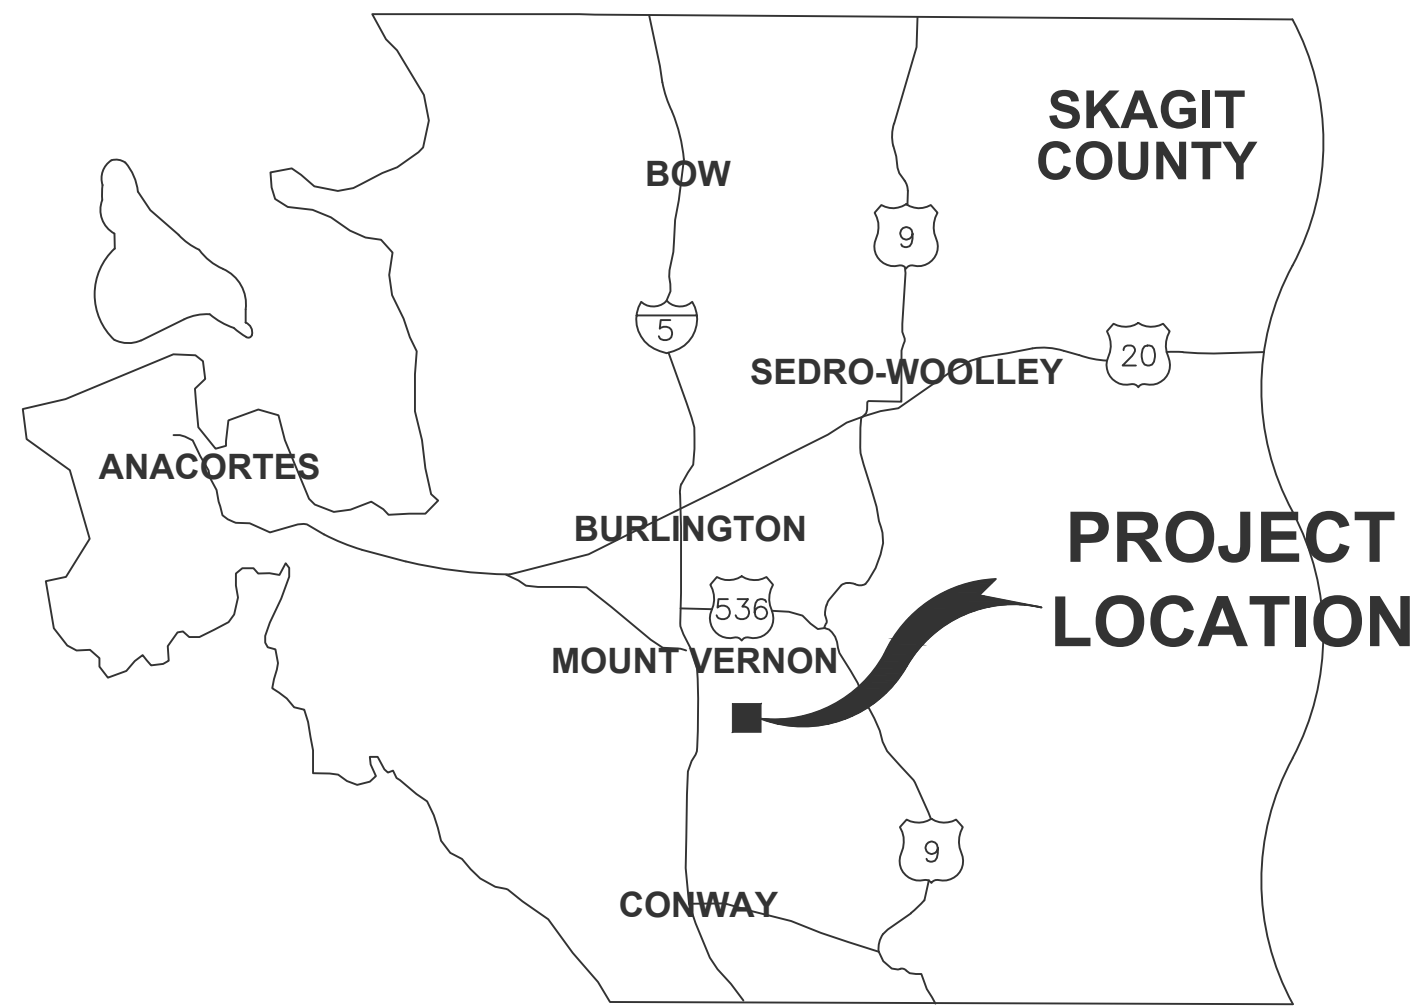 SKAGIT
COUNTY
BOW
9
5
20
SEDRO-WOOLLEY
ANACORTES
BURLINGTON
PROJECT
LOCATION
536
MOUNT VERNON
9
CONWAY